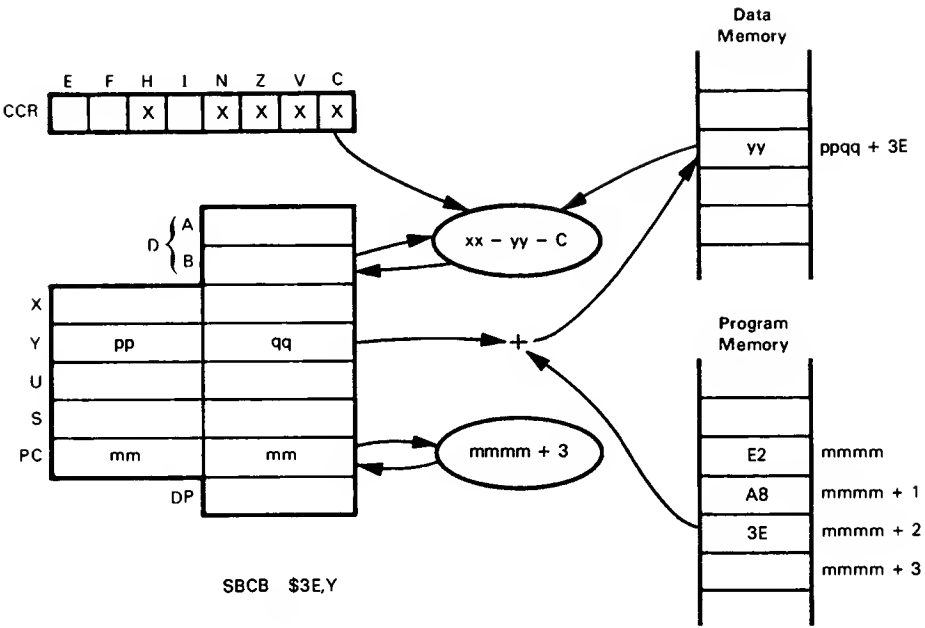 Data
Memory
E F H I N Z V C
CCR X X X X X
yy ppqq + 3E
D { A
B
xx – yy – C
X
Y pp qq
+
U
S
PC mm mm
mmmm + 3
DP
Program
Memory
E2 mmmm
A8 mmmm + 1
3E mmmm + 2
mmmm + 3
SBCB $3E,Y